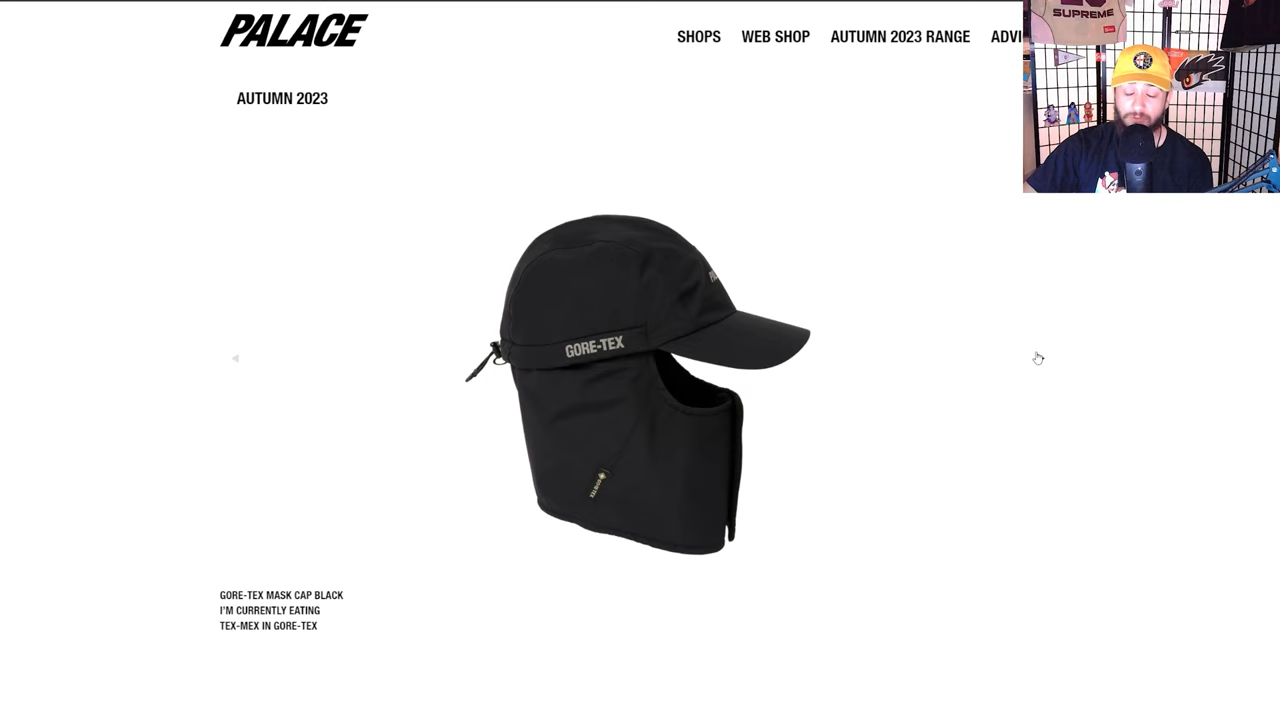 PALACE
SHOPS WEB SHOP AUTUMN 2023 RANGE ADVI
SUPREME
AUTUMN 2023
GORE-TEX
GORE-TEX MASK CAP BLACK
I'M CURRENTLY EATING
TEX-MEX IN GORE-TEX